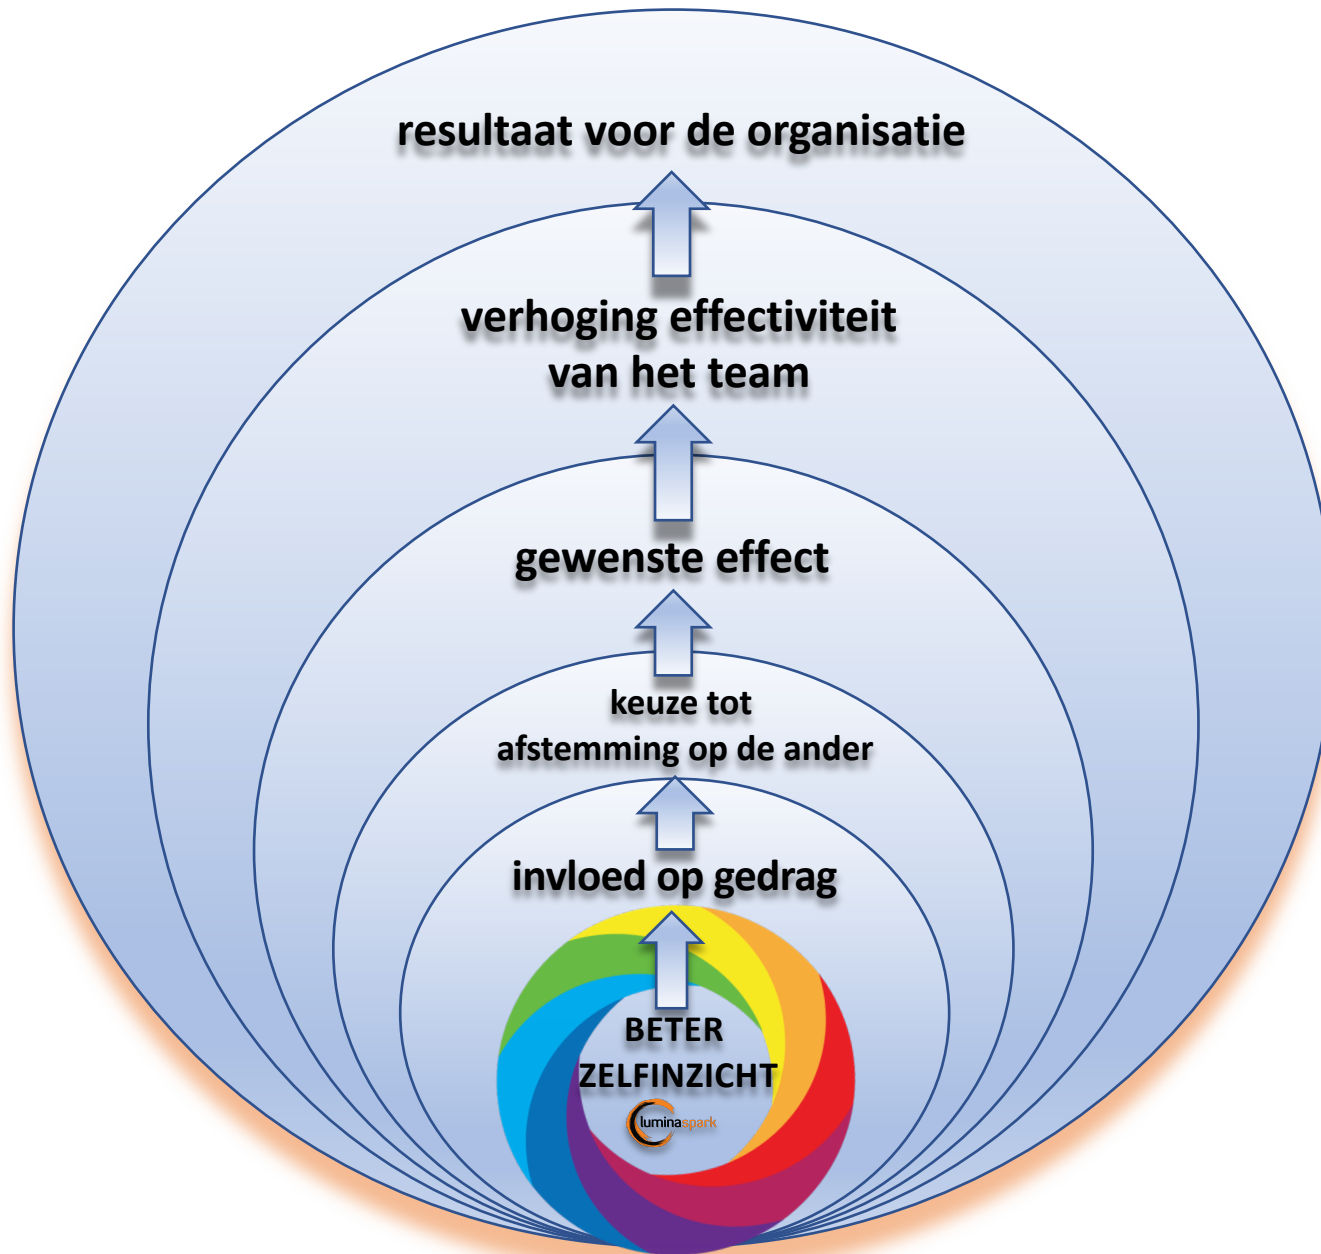 resultaat voor de organisatie
verhoging effectiviteit
van het team
gewenste effect
keuze tot
afstemming op de ander
invloed op gedrag
BETER
ZELFINZICHT
luminaspark